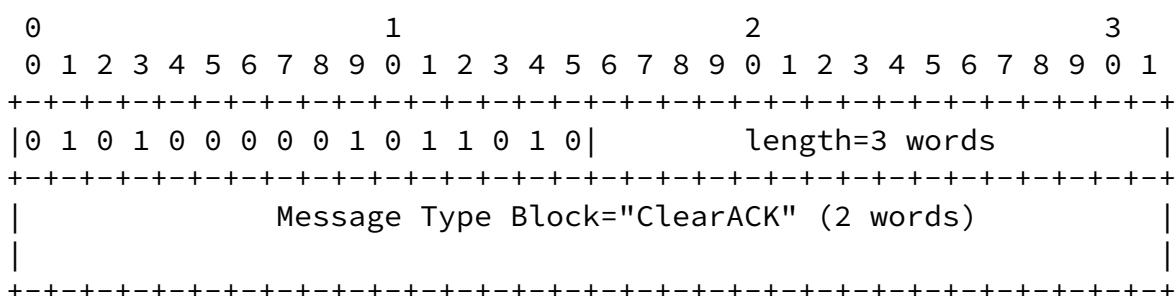 0                   1                   2                   3
 0 1 2 3 4 5 6 7 8 9 0 1 2 3 4 5 6 7 8 9 0 1 2 3 4 5 6 7 8 9 0 1
+-+-+-+-+-+-+-+-+-+-+-+-+-+-+-+-+-+-+-+-+-+-+-+-+-+-+-+-+-+-+-+-+
|0 1 0 1 0 0 0 0 0 1 0 1 1 0 1 0|        length=3 words         |
+-+-+-+-+-+-+-+-+-+-+-+-+-+-+-+-+-+-+-+-+-+-+-+-+-+-+-+-+-+-+-+-+
|              Message Type Block="ClearACK" (2 words)          |
|                                                               |
+-+-+-+-+-+-+-+-+-+-+-+-+-+-+-+-+-+-+-+-+-+-+-+-+-+-+-+-+-+-+-+-+